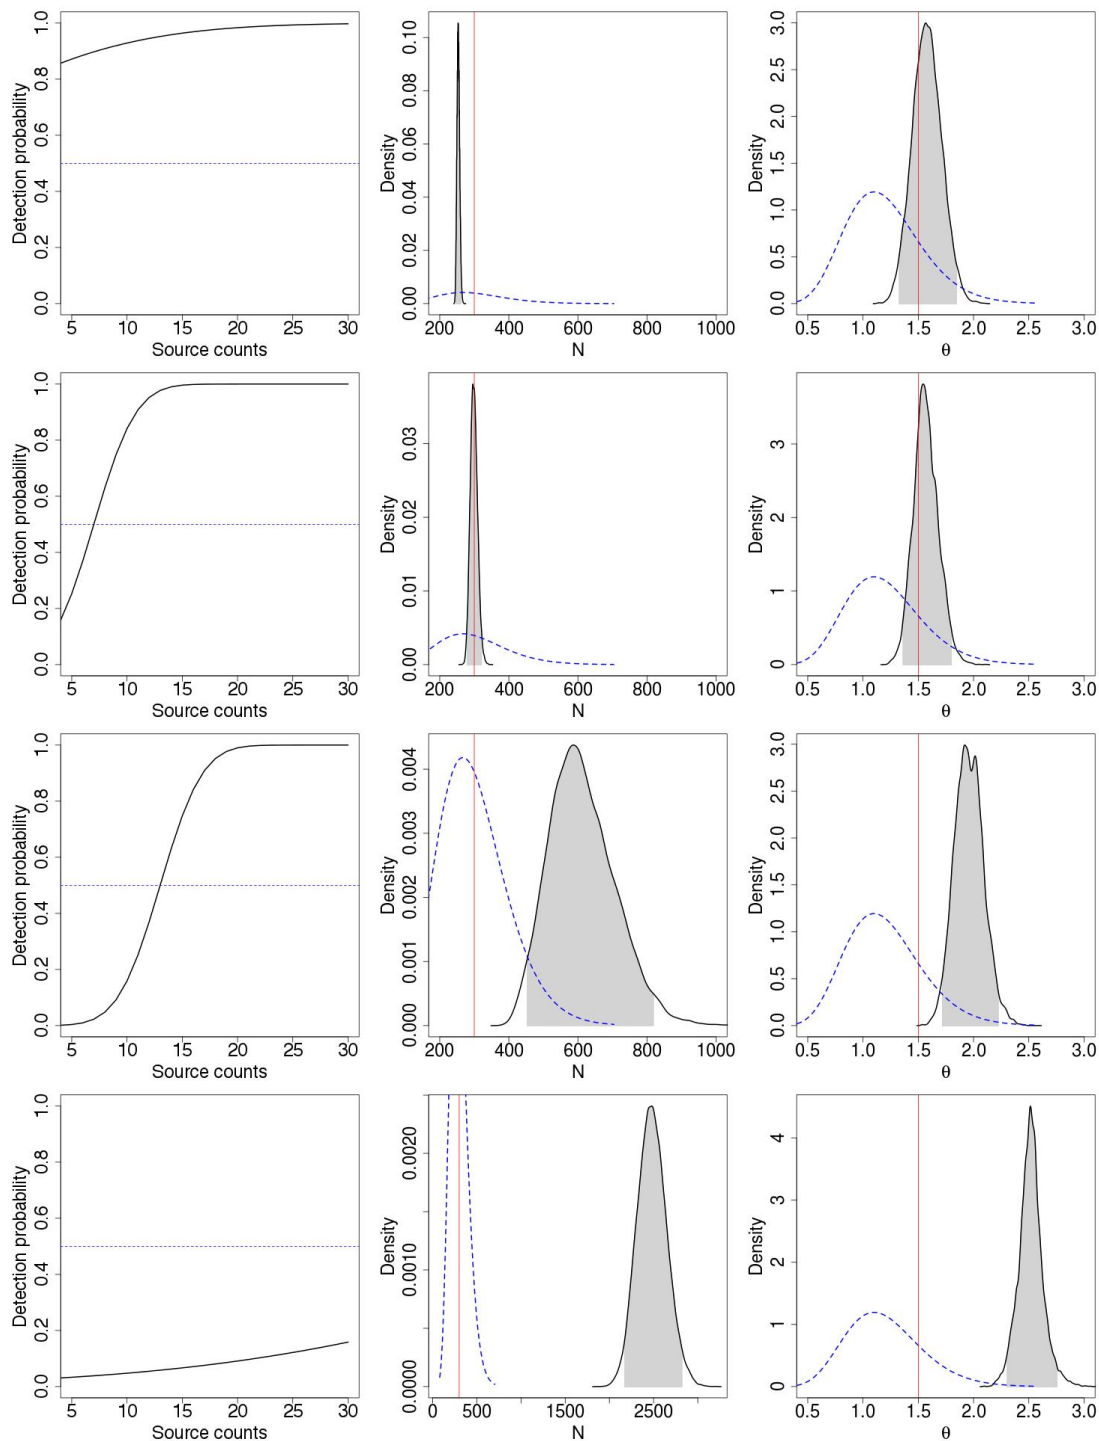 Detection probability
0.0 0.2 0.4 0.6 0.8 1.0
5 10 15 20 25 30
Source counts
Density
0.00 0.02 0.04 0.06 0.08 0.10
200 400 600 800 1000
N
Density
0.0 0.5 1.0 1.5 2.0 2.5 3.0
0.5 1.0 1.5 2.0 2.5 3.0
θ
Detection probability
0.0 0.2 0.4 0.6 0.8 1.0
5 10 15 20 25 30
Source counts
Density
0.00 0.01 0.02 0.03
200 400 600 800 1000
N
Density
0 1 2 3
0.5 1.0 1.5 2.0 2.5 3.0
θ
Detection probability
0.0 0.2 0.4 0.6 0.8 1.0
5 10 15 20 25 30
Source counts
Density
0.000 0.001 0.002 0.003 0.004
200 400 600 800 1000
N
Density
0.0 0.5 1.0 1.5 2.0 2.5 3.0
0.5 1.0 1.5 2.0 2.5 3.0
θ
Detection probability
0.0 0.2 0.4 0.6 0.8 1.0
5 10 15 20 25 30
Source counts
Density
0.0000 0.0010 0.0020
0 500 1500 2500
N
Density
0 1 2 3 4
0.5 1.0 1.5 2.0 2.5 3.0
θ